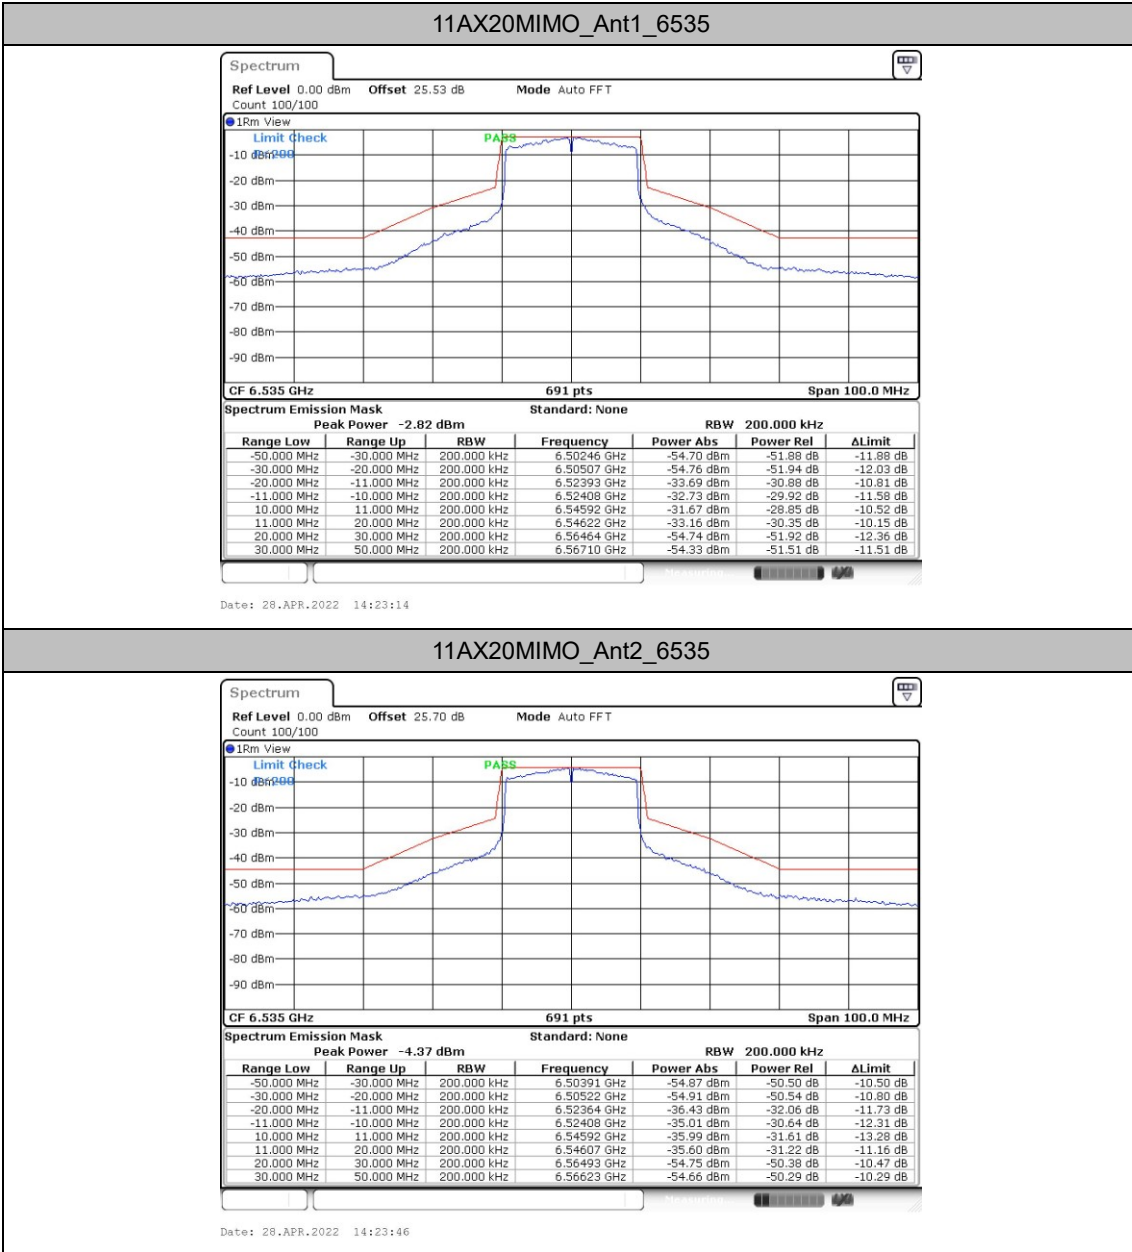 11AX20MIMO_Ant1_6535
Spectrum
Ref Level 0.00 dBm Offset 25.53 dB Mode Auto FFT
Count 100/100
1Rm View
Limit Check PASS
-10 dBm
-20 dBm
-30 dBm
-40 dBm
-50 dBm
-60 dBm
-70 dBm
-80 dBm
-90 dBm
CF 6.535 GHz 691 pts Span 100.0 MHz
Spectrum Emission Mask Standard: None
Peak Power -2.82 dBm RBW 200.000 kHz
Range Low Range Up RBW Frequency Power Abs Power Rel ΔLimit
-50.000 MHz -30.000 MHz 200.000 kHz 6.50246 GHz -54.70 dBm -51.88 dB -11.88 dB
-30.000 MHz -20.000 MHz 200.000 kHz 6.50507 GHz -54.76 dBm -51.94 dB -12.03 dB
-20.000 MHz -11.000 MHz 200.000 kHz 6.52393 GHz -33.69 dBm -30.88 dB -10.81 dB
-11.000 MHz -10.000 MHz 200.000 kHz 6.52408 GHz -32.73 dBm -29.92 dB -11.58 dB
10.000 MHz 11.000 MHz 200.000 kHz 6.54592 GHz -31.67 dBm -28.85 dB -10.52 dB
11.000 MHz 20.000 MHz 200.000 kHz 6.54622 GHz -33.16 dBm -30.35 dB -10.15 dB
20.000 MHz 30.000 MHz 200.000 kHz 6.56464 GHz -54.74 dBm -51.92 dB -12.36 dB
30.000 MHz 50.000 MHz 200.000 kHz 6.56710 GHz -54.33 dBm -51.51 dB -11.51 dB
Measuring...
Date: 28.APR.2022 14:23:14
11AX20MIMO_Ant2_6535
Spectrum
Ref Level 0.00 dBm Offset 25.70 dB Mode Auto FFT
Count 100/100
1Rm View
Limit Check PASS
-10 dBm
-20 dBm
-30 dBm
-40 dBm
-50 dBm
-60 dBm
-70 dBm
-80 dBm
-90 dBm
CF 6.535 GHz 691 pts Span 100.0 MHz
Spectrum Emission Mask Standard: None
Peak Power -4.37 dBm RBW 200.000 kHz
Range Low Range Up RBW Frequency Power Abs Power Rel ΔLimit
-50.000 MHz -30.000 MHz 200.000 kHz 6.50391 GHz -54.87 dBm -50.50 dB -10.50 dB
-30.000 MHz -20.000 MHz 200.000 kHz 6.50522 GHz -54.91 dBm -50.54 dB -10.80 dB
-20.000 MHz -11.000 MHz 200.000 kHz 6.52364 GHz -36.43 dBm -32.06 dB -11.73 dB
-11.000 MHz -10.000 MHz 200.000 kHz 6.52408 GHz -35.01 dBm -30.64 dB -12.31 dB
10.000 MHz 11.000 MHz 200.000 kHz 6.54592 GHz -35.99 dBm -31.61 dB -13.28 dB
11.000 MHz 20.000 MHz 200.000 kHz 6.54607 GHz -35.60 dBm -31.22 dB -11.16 dB
20.000 MHz 30.000 MHz 200.000 kHz 6.56493 GHz -54.75 dBm -50.38 dB -10.47 dB
30.000 MHz 50.000 MHz 200.000 kHz 6.56623 GHz -54.66 dBm -50.29 dB -10.29 dB
Measuring...
Date: 28.APR.2022 14:23:46